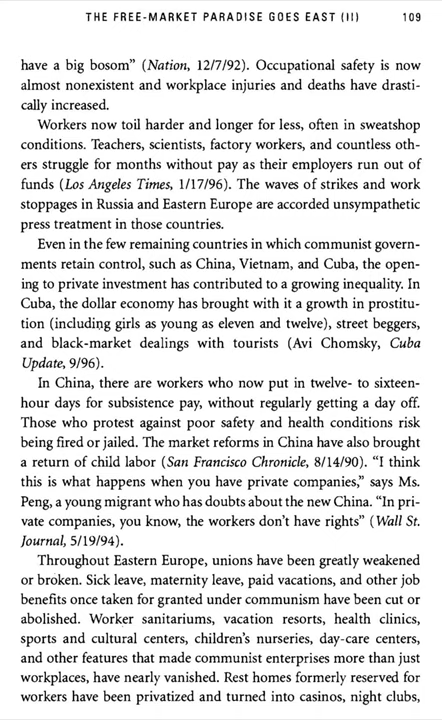 THE FREE-MARKET PARADISE GOES EAST (II) 109
have a big bosom” (Nation, 12/7/92). Occupational safety is now
almost nonexistent and workplace injuries and deaths have drasti-
cally increased.
Workers now toil harder and longer for less, often in sweatshop
conditions. Teachers, scientists, factory workers, and countless oth-
ers struggle for months without pay as their employers run out of
funds (Los Angeles Times, 1/17/96). The waves of strikes and work
stoppages in Russia and Eastern Europe are accorded unsympathetic
press treatment in those countries.
Even in the few remaining countries in which communist govern-
ments retain control, such as China, Vietnam, and Cuba, the open-
ing to private investment has contributed to a growing inequality. In
Cuba, the dollar economy has brought with it a growth in prostitu-
tion (including girls as young as eleven and twelve), street beggers,
and black-market dealings with tourists (Avi Chomsky, Cuba
Update, 9/96).
In China, there are workers who now put in twelve- to sixteen-
hour days for subsistence pay, without regularly getting a day off.
Those who protest against poor safety and health conditions risk
being fired or jailed. The market reforms in China have also brought
a return of child labor (San Francisco Chronicle, 8/14/90). “I think
this is what happens when you have private companies,” says Ms.
Peng, a young migrant who has doubts about the new China. “In pri-
vate companies, you know, the workers don’t have rights” (Wall St.
Journal, 5/19/94).
Throughout Eastern Europe, unions have been greatly weakened
or broken. Sick leave, maternity leave, paid vacations, and other job
benefits once taken for granted under communism have been cut or
abolished. Worker sanitariums, vacation resorts, health clinics,
sports and cultural centers, children’s nurseries, day-care centers,
and other features that made communist enterprises more than just
workplaces, have nearly vanished. Rest homes formerly reserved for
workers have been privatized and turned into casinos, night clubs,